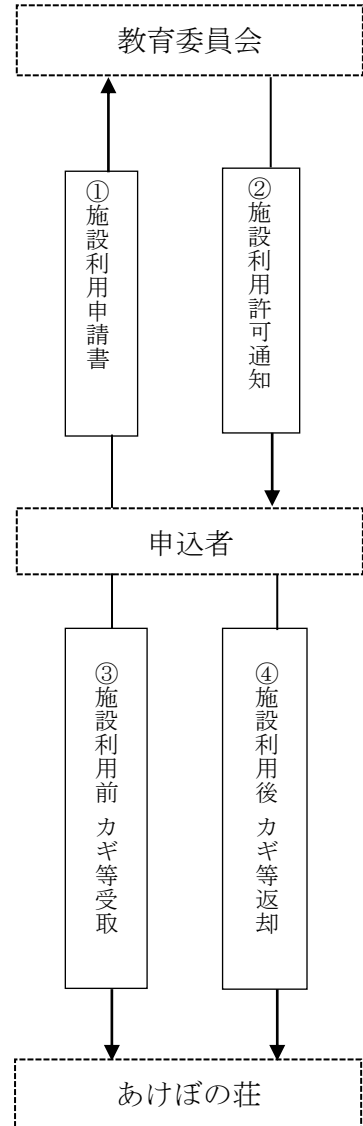 教育委員会
①施設利用申請書
②施設利用許可通知
申込者
③施設利用前 カギ等受取
④施設利用後 カギ等返却
あけぼの荘